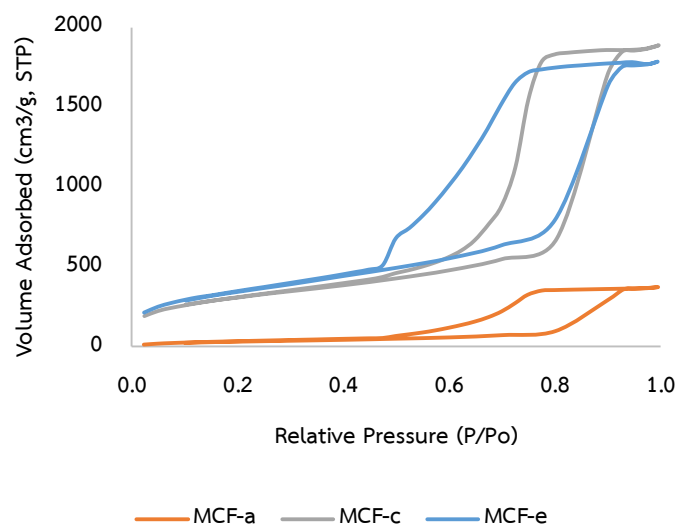 Volume Adsorbed (cm3/g, STP)
2000
1500
1000
500
0
0.0 0.2 0.4 0.6 0.8 1.0
Relative Pressure (P/Po)
MCF-a MCF-c MCF-e